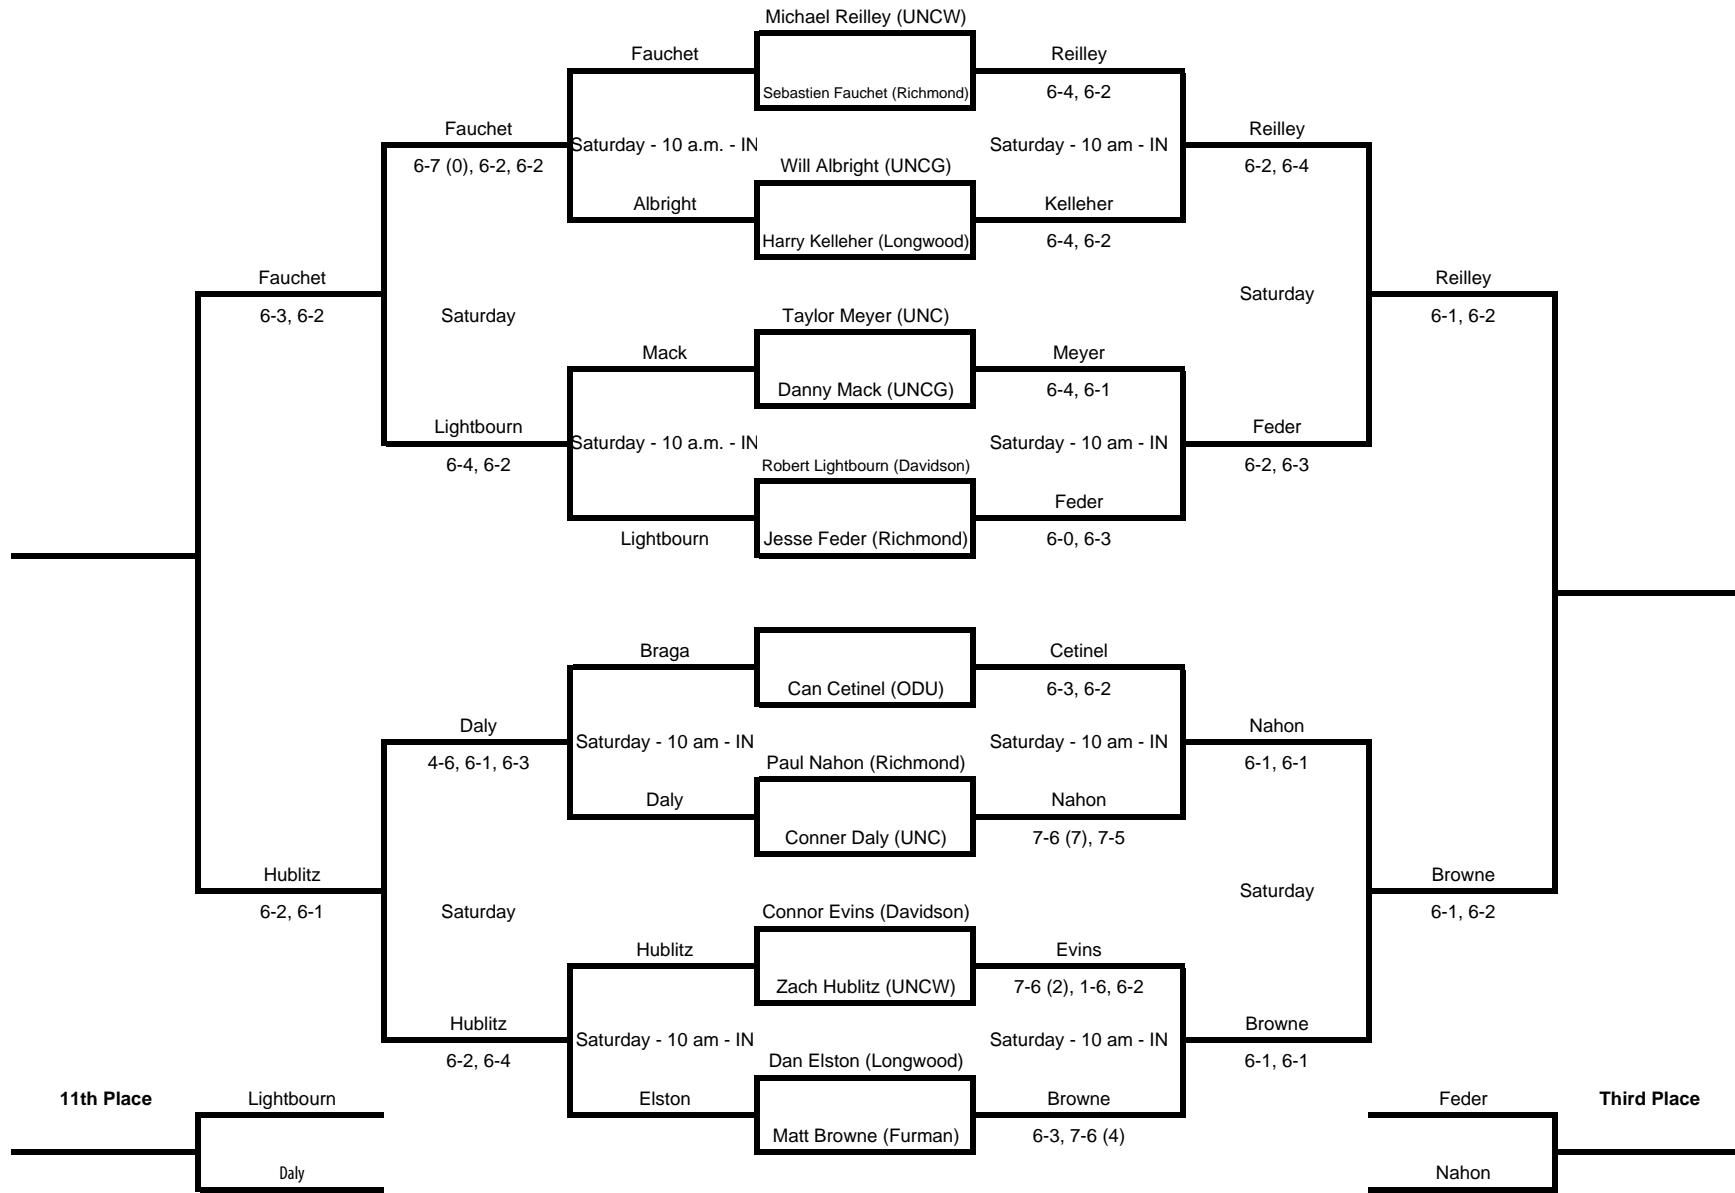 Michael Reilley (UNCW)
Fauchet
Reilley
Sebastien Fauchet (Richmond)
6-4, 6-2
Fauchet
Saturday - 10 a.m. - IN
Saturday - 10 am - IN
Reilley
6-7 (0), 6-2, 6-2
Will Albright (UNCG)
6-2, 6-4
Albright
Kelleher
Harry Kelleher (Longwood)
6-4, 6-2
Fauchet
Saturday
Reilley
6-3, 6-2
Saturday
Taylor Meyer (UNC)
6-1, 6-2
Mack
Meyer
Danny Mack (UNCG)
6-4, 6-1
Lightbourn
Saturday - 10 a.m. - IN
Saturday - 10 am - IN
Feder
6-4, 6-2
Robert Lightbourn (Davidson)
6-2, 6-3
Feder
Lightbourn
Jesse Feder (Richmond)
6-0, 6-3
Braga
Cetinel
Can Cetinel (ODU)
6-3, 6-2
Daly
Saturday - 10 am - IN
Saturday - 10 am - IN
Nahon
4-6, 6-1, 6-3
Paul Nahon (Richmond)
6-1, 6-1
Daly
Nahon
Conner Daly (UNC)
7-6 (7), 7-5
Hublitz
Saturday
Browne
6-2, 6-1
Saturday
Connor Evins (Davidson)
6-1, 6-2
Hublitz
Evins
Zach Hublitz (UNCW)
7-6 (2), 1-6, 6-2
Hublitz
Saturday - 10 am - IN
Saturday - 10 am - IN
Browne
6-2, 6-4
Dan Elston (Longwood)
6-1, 6-1
11th Place
Lightbourn
Elston
Browne
Feder
Third Place
Matt Browne (Furman)
6-3, 7-6 (4)
Daly
Nahon